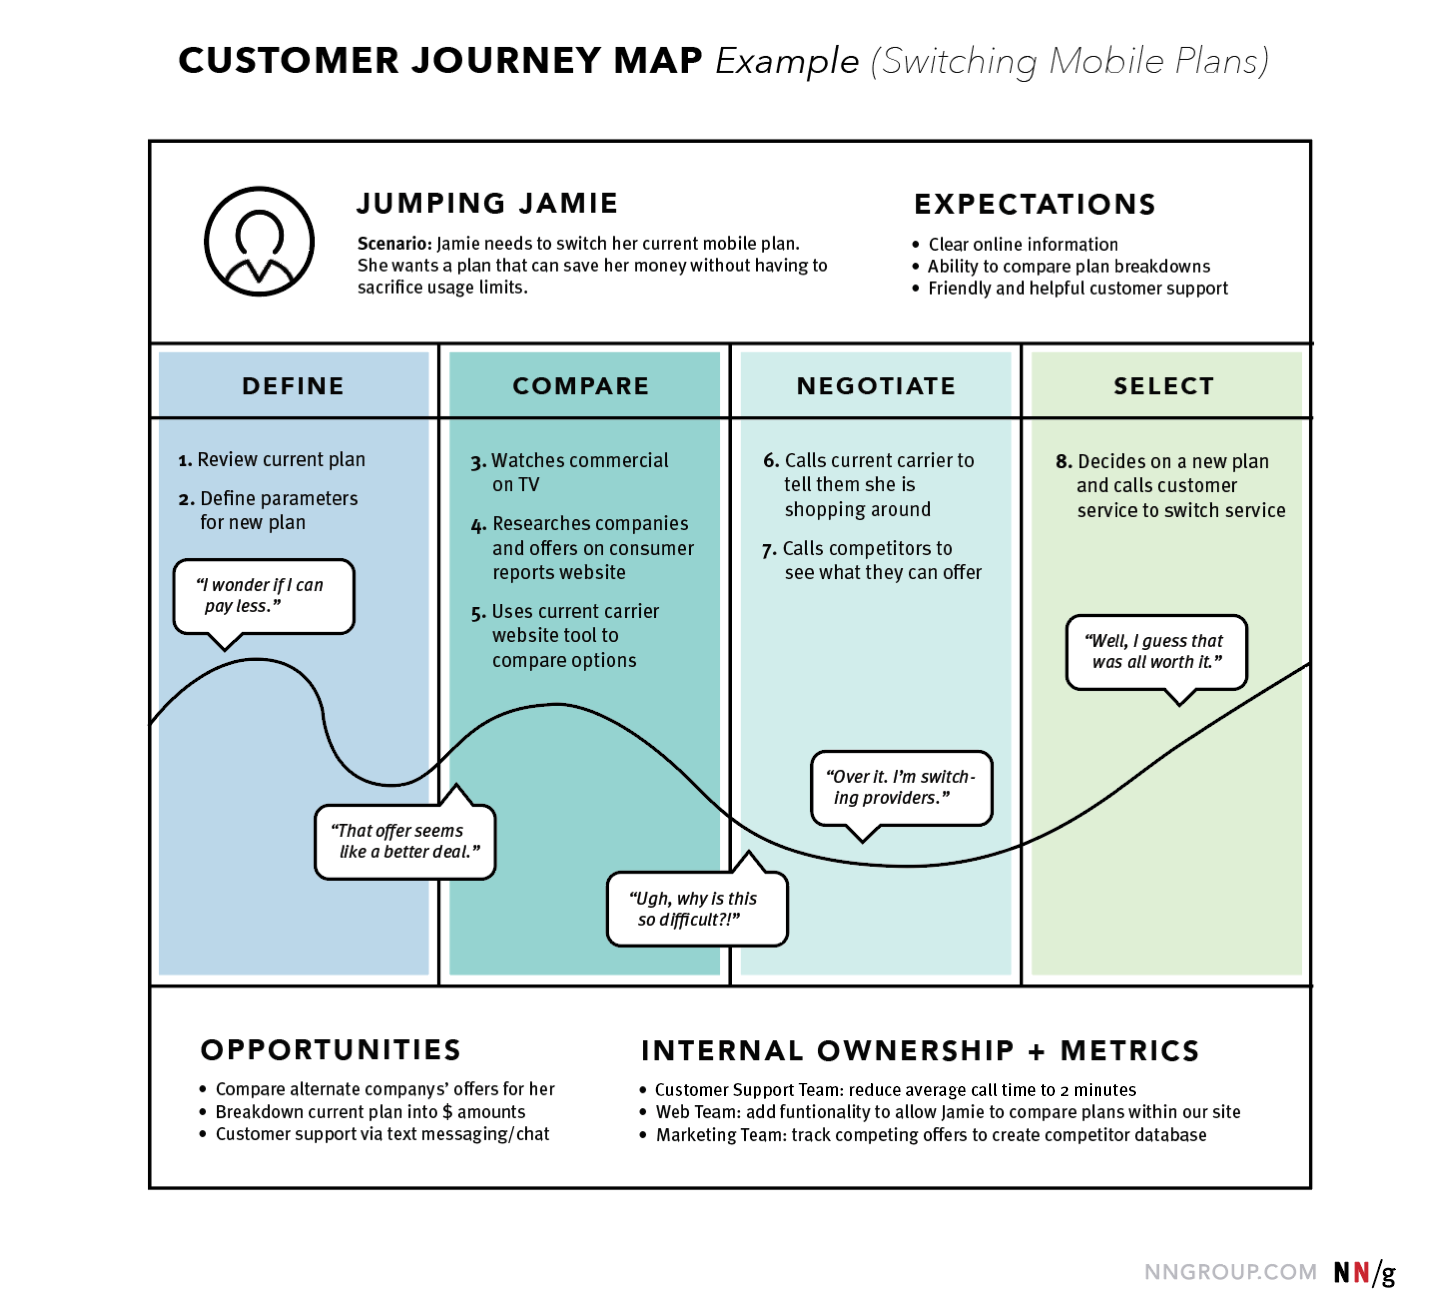 CUSTOMER JOURNEY MAP Example (Switching Mobile Plans)
JUMPING JAMIE
Scenario: Jamie needs to switch her current mobile plan.
She wants a plan that can save her money without having to
sacrifice usage limits.
EXPECTATIONS
• Clear online information
• Ability to compare plan breakdowns
• Friendly and helpful customer support
DEFINE
1. Review current plan
2. Define parameters
for new plan
“I wonder if I can
pay less.”
COMPARE
3. Watches commercial
on TV
4. Researches companies
and offers on consumer
reports website
5. Uses current carrier
website tool to
compare options
“That offer seems
like a better deal.”
NEGOTIATE
6. Calls current carrier to
tell them she is
shopping around
7. Calls competitors to
see what they can offer
“Ugh, why is this
so difficult?!”
“Over it. I’m switch-
ing providers.”
SELECT
8. Decides on a new plan
and calls customer
service to switch service
“Well, I guess that
was all worth it.”
OPPORTUNITIES
• Compare alternate companys’ offers for her
• Breakdown current plan into $ amounts
• Customer support via text messaging/chat
INTERNAL OWNERSHIP + METRICS
• Customer Support Team: reduce average call time to 2 minutes
• Web Team: add funtionality to allow Jamie to compare plans within our site
• Marketing Team: track competing offers to create competitor database
NNGROUP.COM NN/g